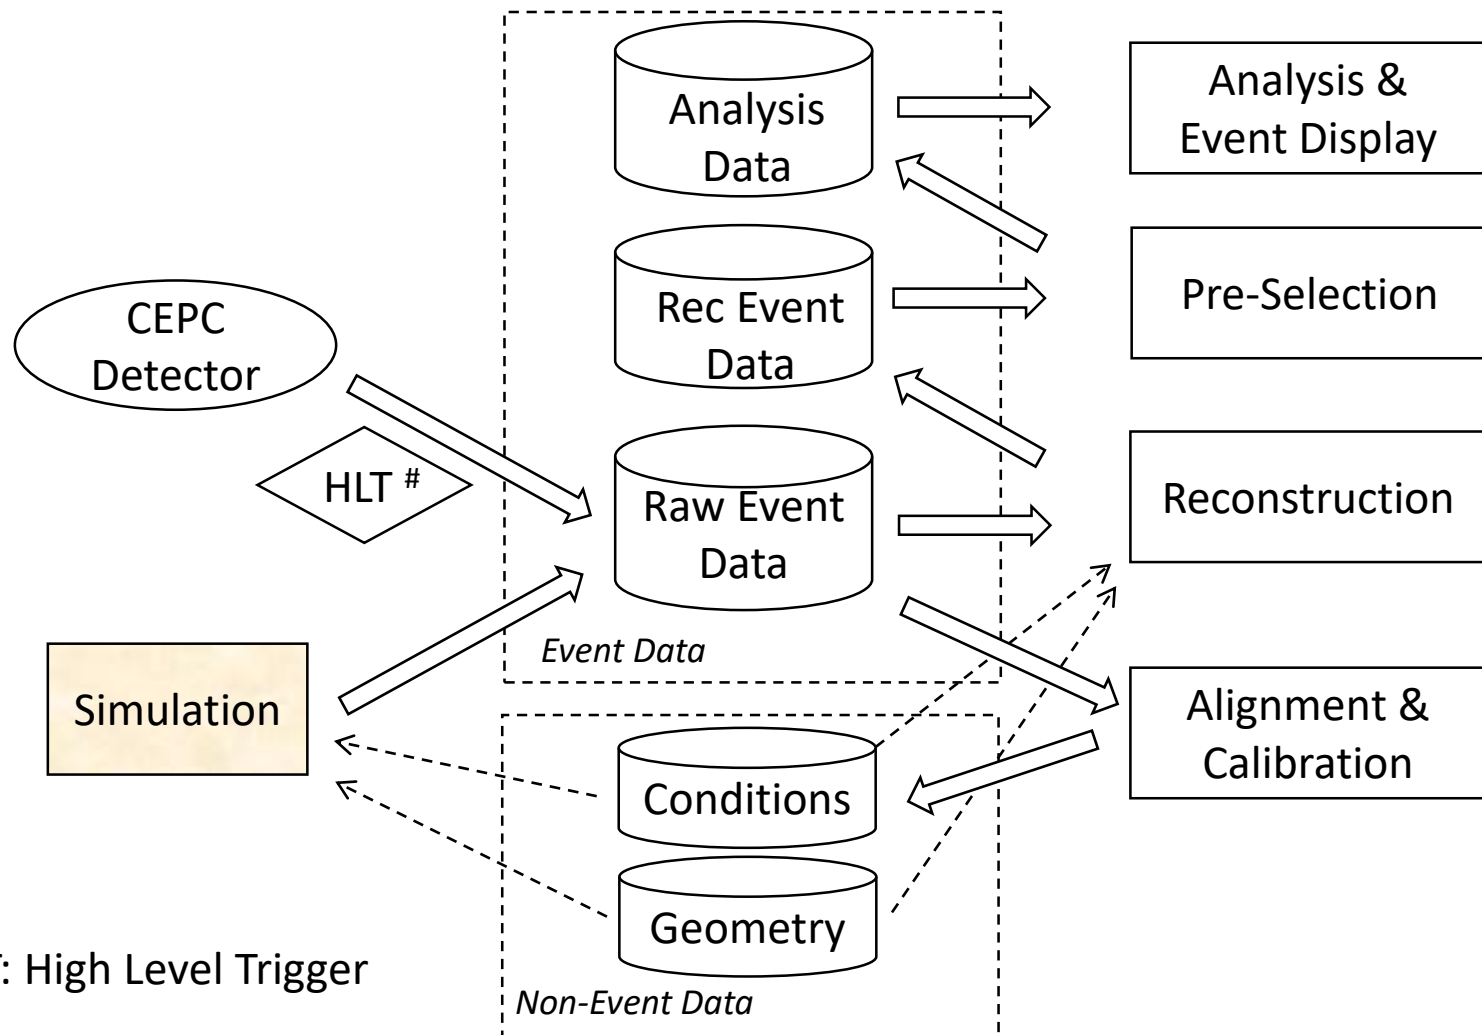 Analysis
Data
Analysis &
Event Display
Rec Event
Data
Pre-Selection
CEPC
Detector
HLT #
Raw Event
Data
Reconstruction
Event Data
Simulation
Alignment &
Calibration
Conditions
Geometry
: High Level Trigger
Non-Event Data